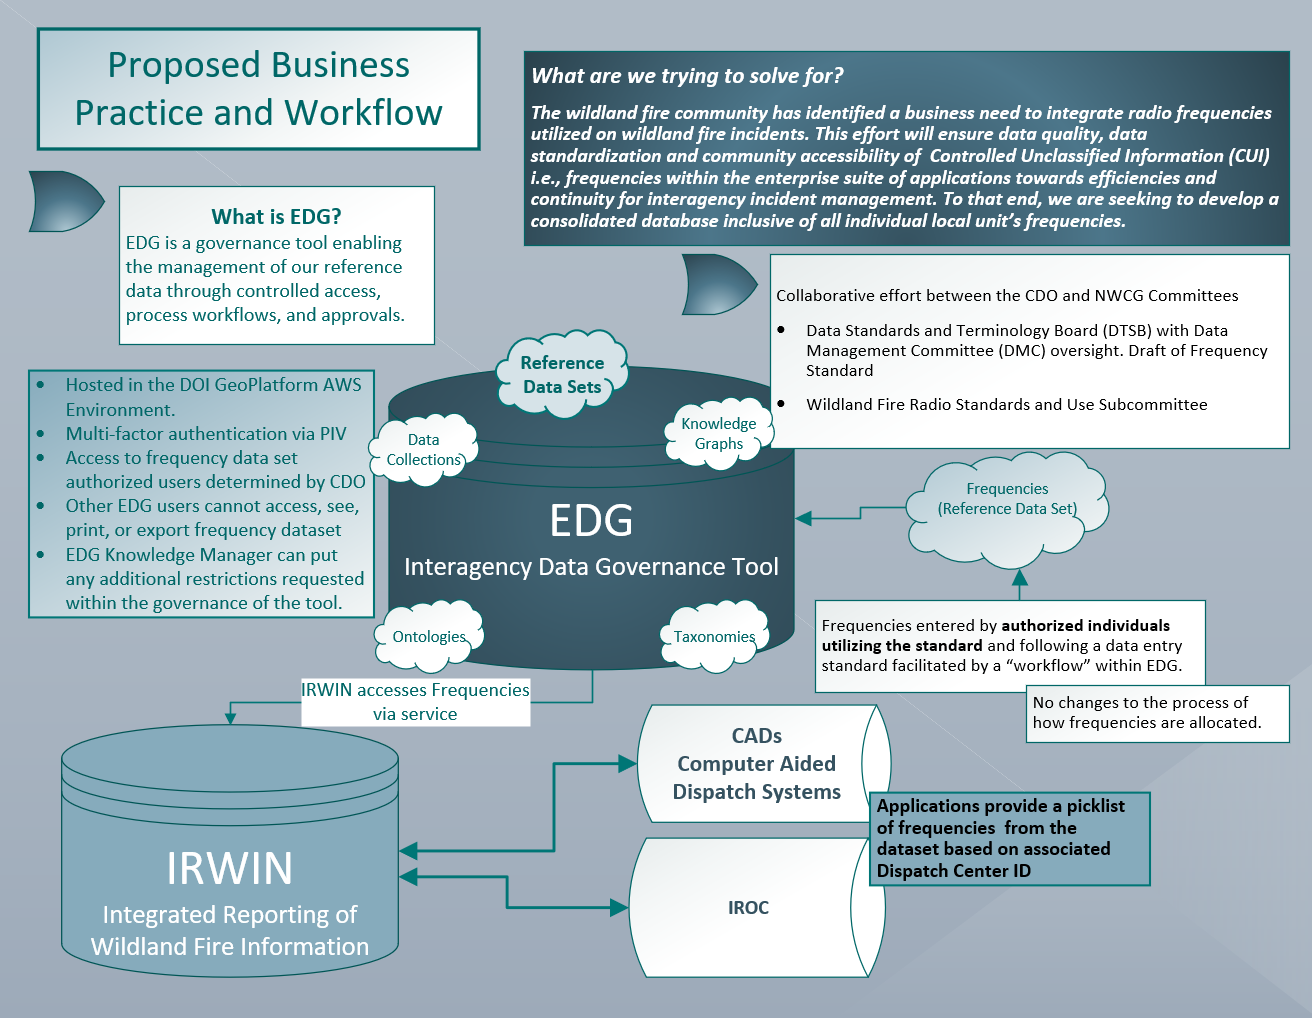 Proposed Business
Practice and Workflow
What are we trying to solve for?
The wildland fire community has identified a business need to integrate radio frequencies
utilized on wildland fire incidents. This effort will ensure data quality, data
standardization and community accessibility of  Controlled Unclassified Information (CUI)
i.e., frequencies within the enterprise suite of applications towards efficiencies and
continuity for interagency incident management. To that end, we are seeking to develop a
consolidated database inclusive of all individual local unit's frequencies.
What is EDG?
EDG is a governance tool enabling
the management of our reference
data through controlled access,
process workflows, and approvals.
Collaborative effort between the CDO and NWCG Committees
• Data Standards and Terminology Board (DTSB) with Data
Management Committee (DMC) oversight. Draft of Frequency
Standard
• Wildland Fire Radio Standards and Use Subcommittee
• Hosted in the DOI GeoPlatform AWS
Environment.
• Multi-factor authentication via PIV
• Access to frequency data set
authorized users determined by CDO
• Other EDG users cannot access, see,
print, or export frequency dataset
• EDG Knowledge Manager can put
any additional restrictions requested
within the governance of the tool.
Reference
Data Sets
Data
Collections
Knowledge
Graphs
EDG
Interagency Data Governance Tool
Ontologies
Taxonomies
Frequencies
(Reference Data Set)
Frequencies entered by authorized individuals
utilizing the standard and following a data entry
standard facilitated by a “workflow” within EDG.
No changes to the process of
how frequencies are allocated.
IRWIN accesses Frequencies
via service
IRWIN
Integrated Reporting of
Wildland Fire Information
CADs
Computer Aided
Dispatch Systems
Applications provide a picklist
of frequencies  from the
dataset based on associated
Dispatch Center ID
IROC